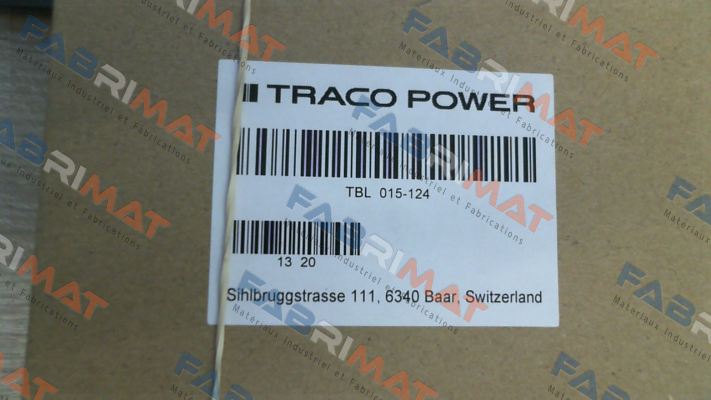 TRACO POWER
TBL 015-124
13 20
Sihlbruggstrasse 111, 6340 Baar, Switzerland
FABRIMAT
Materiaux Industriel et Fabrications